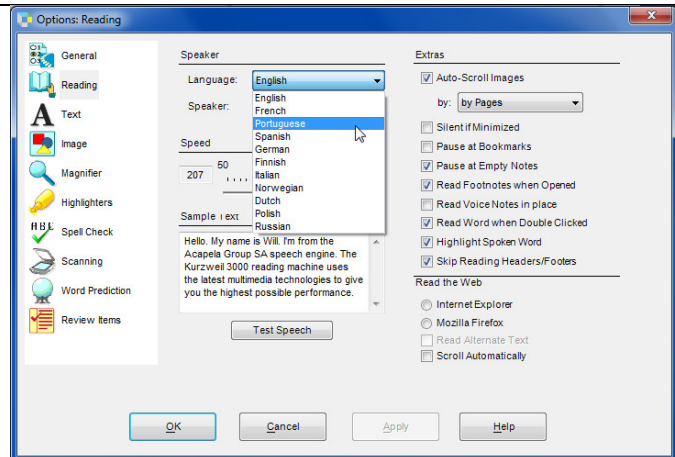 Options: Reading
General
Reading
Text
Image
Magnifier
Highlighters
Spell Check
Scanning
Word Prediction
Review Items
Speaker
Language: English
English
French
Portuguese
Spanish
German
Finnish
Italian
Norwegian
Dutch
Polish
Russian
Speaker:
Speed
207 50
Sample Text
Hello. My name is Will. I'm from the
Acapela Group SA speech engine. The
Kurzweil 3000 reading machine uses
the latest multimedia technologies to give
you the highest possible performance.
Test Speech
Extras
Auto-Scroll Images
by: by Pages
Silent if Minimized
Pause at Bookmarks
Pause at Empty Notes
Read Footnotes when Opened
Read Voice Notes in place
Read Word when Double Clicked
Highlight Spoken Word
Skip Reading Headers/Footers
Read the Web
Internet Explorer
Mozilla Firefox
Read Alternate Text
Scroll Automatically
OK Cancel Apply Help